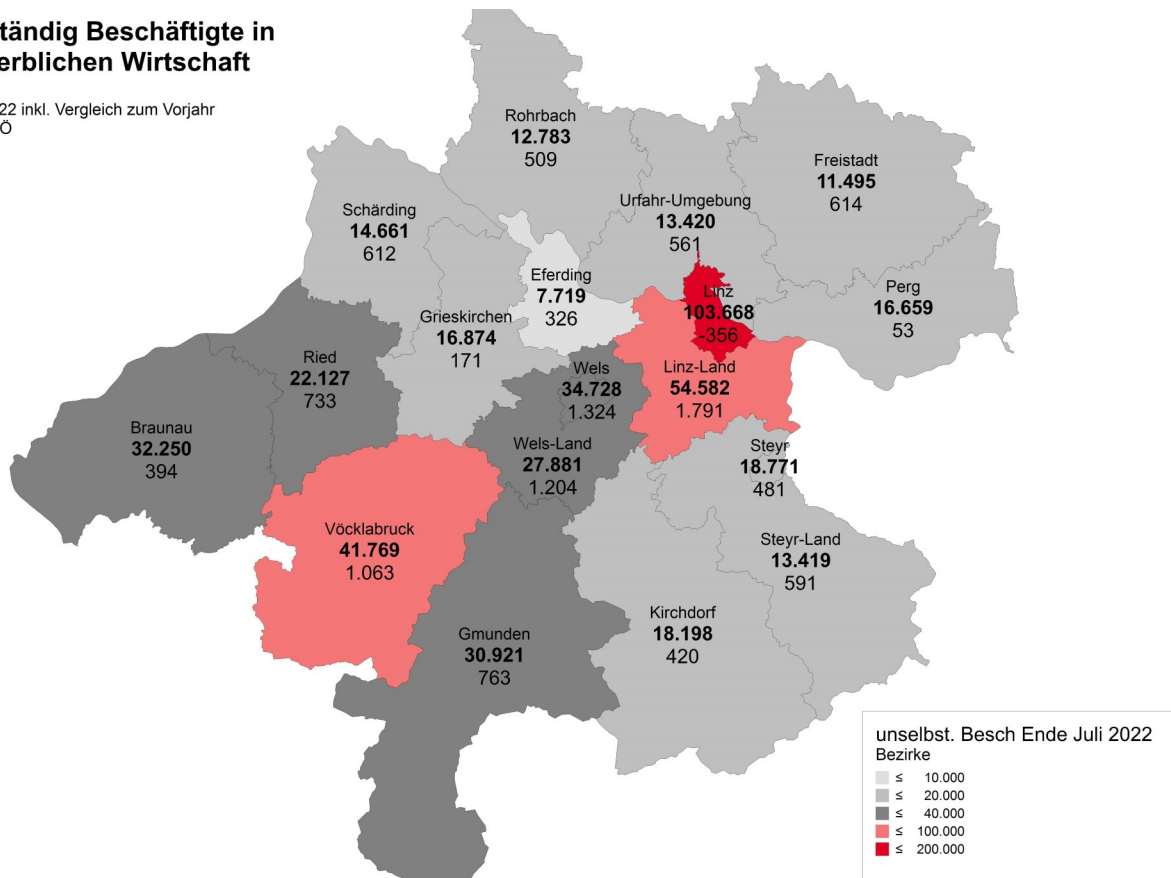 tändig Beschäftigte in
erblichen Wirtschaft
22 inkl. Vergleich zum Vorjahr
Ö
Rohrbach
12.783
509
Freistadt
11.495
614
Urfahr-Umgebung
13.420
561
Schärding
14.661
612
Eferding
7.719
326
Linz
103.668
-356
Perg
16.659
53
Grieskirchen
16.874
171
Ried
22.127
733
Wels
34.728
1.324
Linz-Land
54.582
1.791
Braunau
32.250
394
Wels-Land
27.881
1.204
Steyr
18.771
481
Vöcklabruck
41.769
1.063
Steyr-Land
13.419
591
Kirchdorf
18.198
420
Gmunden
30.921
763
unselbst. Besch Ende Juli 2022
Bezirke
≤ 10.000
≤ 20.000
≤ 40.000
≤ 100.000
≤ 200.000